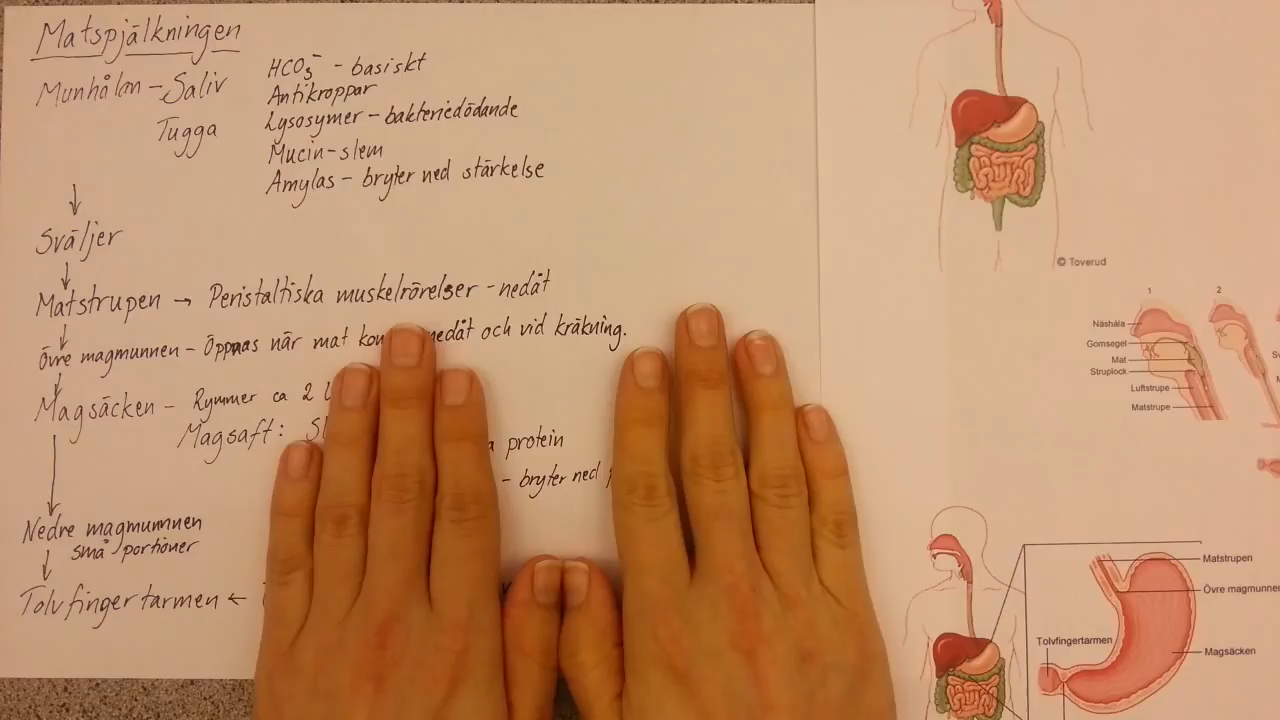 Matspjälkningen
Munhålan - Saliv
Tugga
HCO3⁻ - basiskt
Antikroppar
Lysosymer - bakteriedödande
Mucin - slem
Amylas - bryter ned stärkelse
Sväljer
Matstrupen → Peristaltiska muskelrörelser - nedåt
Övre magmunnen - Öppnas när mat nedåt och vid kräkning.
Magsäcken - Rymmer ca 2
Magsaft:
protein
- bryter ned
Nedre magmunnen
små portioner
Tolvfingertarmen ←
© Toverud
1
2
Näshåla
Gomsegel
Mat
Struplock
Luftstrupe
Matstrupe
Matstrupen
Övre magmunnen
Tolvfingertarmen
Magsäcken